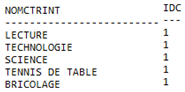 NOMCTRINT IDC
------------------------- ---
LECTURE 1
TECHNOLOGIE 1
SCIENCE 1
TENNIS DE TABLE 1
BRICOLAGE 1